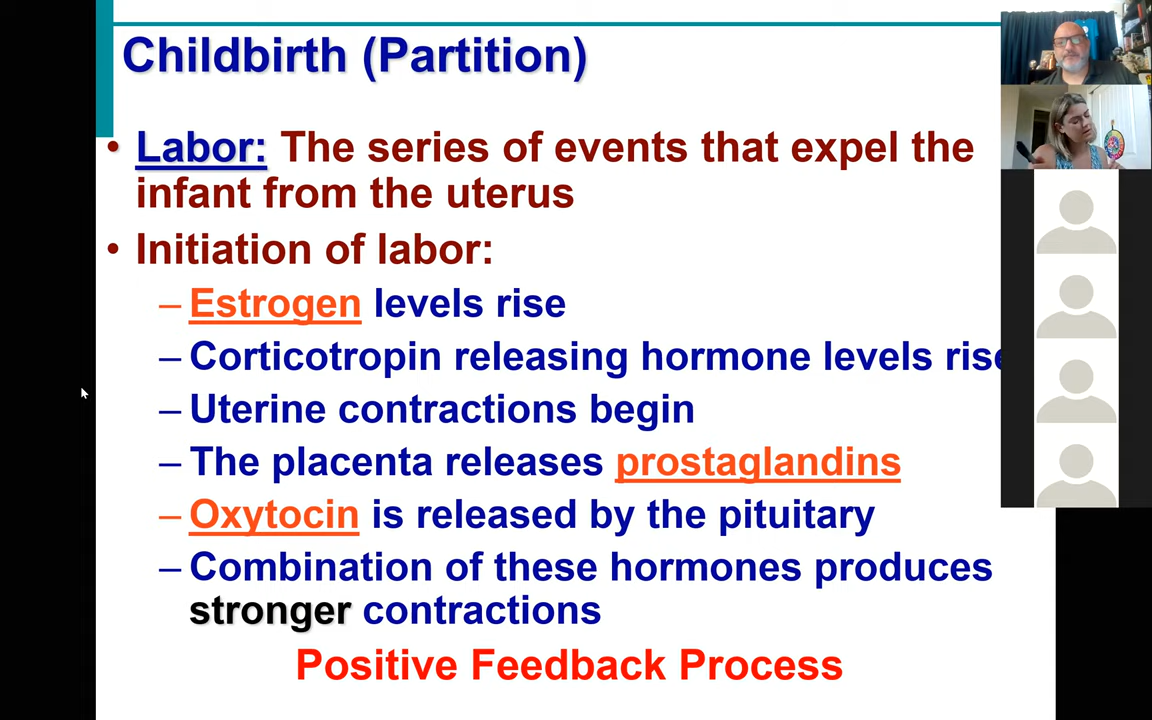 Childbirth (Partition)
• Labor: The series of events that expel the
infant from the uterus
• Initiation of labor:
– Estrogen levels rise
– Corticotropin releasing hormone levels rise
– Uterine contractions begin
– The placenta releases prostaglandins
– Oxytocin is released by the pituitary
– Combination of these hormones produces
stronger contractions
Positive Feedback Process